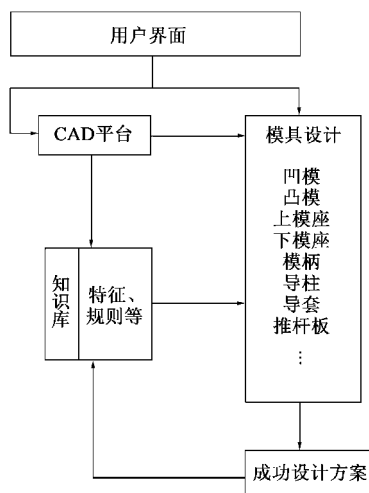 用户界面
CAD平台
模具设计
凹模
凸模
上模座
下模座
模柄
导柱
导套
推杆板
⋮
知识库
特征、
规则等
成功设计方案